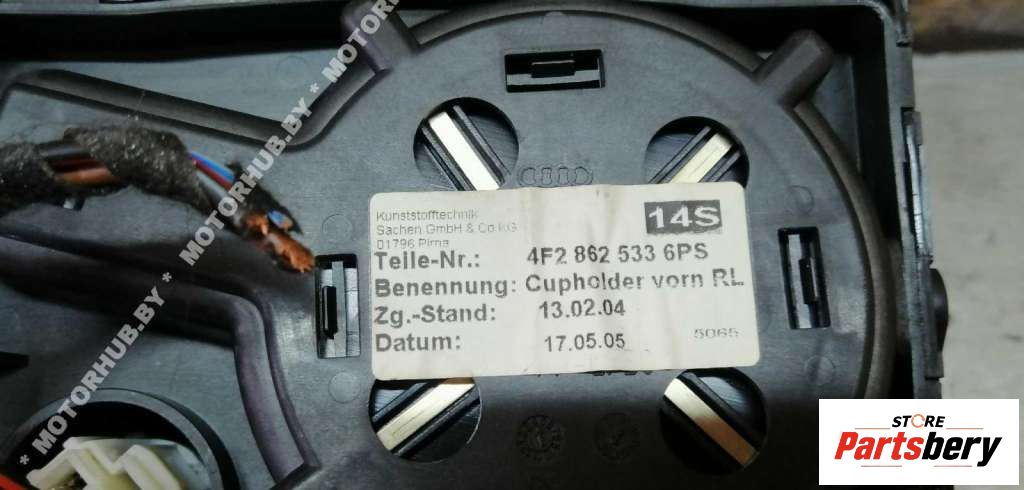 * MOTORHUB.BY * MOTORHUB.BY * MOTORHUB.BY
Kunststofftechnik
Sachen GmbH & Co KG
01796 Pirna
14S
Teile-Nr.: 4F2 862 533 6PS
Benennung: Cupholder vorn RL
Zg.-Stand: 13.02.04
Datum: 17.05.05
5065
STORE
Partsbery